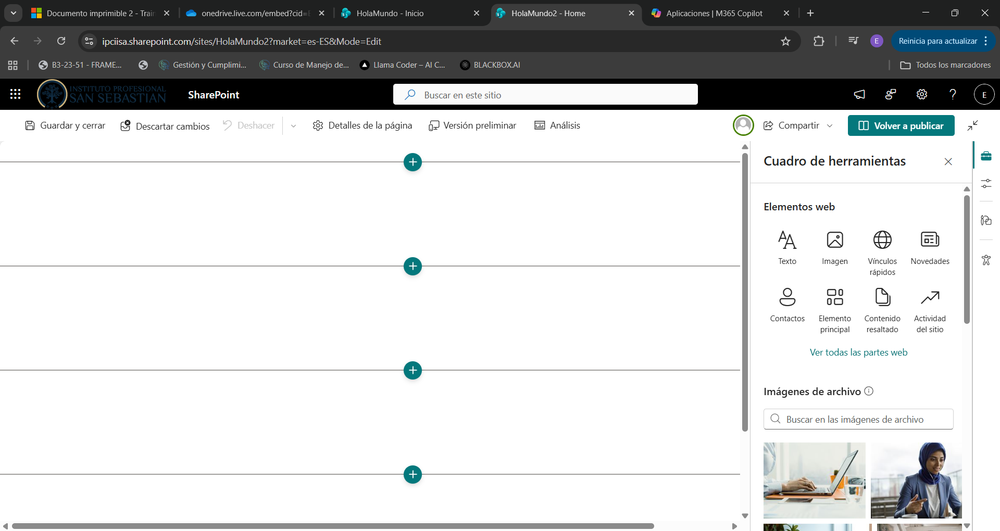 Documento imprimible 2 - Train
onedrive.live.com/embed?cid=
HolaMundo - Inicio
HolaMundo2 - Home
Aplicaciones | M365 Copilot
ipciisa.sharepoint.com/sites/HolaMundo2?market=es-ES&Mode=Edit
E
Reinicia para actualizar
B3-23-51 - FRAME...
Gestión y Cumplimi...
Curso de Manejo de...
Llama Coder – AI C...
BLACKBOX.AI
Todos los marcadores
INSTITUTO PROFESIONAL
SAN SEBASTIAN
SharePoint
Buscar en este sitio
E
Guardar y cerrar
Descartar cambios
Deshacer
Detalles de la página
Versión preliminar
Análisis
Compartir
Volver a publicar
Cuadro de herramientas
Elementos web
Texto
Imagen
Vínculos
rápidos
Novedades
Contactos
Elemento
principal
Contenido
resaltado
Actividad
del sitio
Ver todas las partes web
Imágenes de archivo
Buscar en las imágenes de archivo